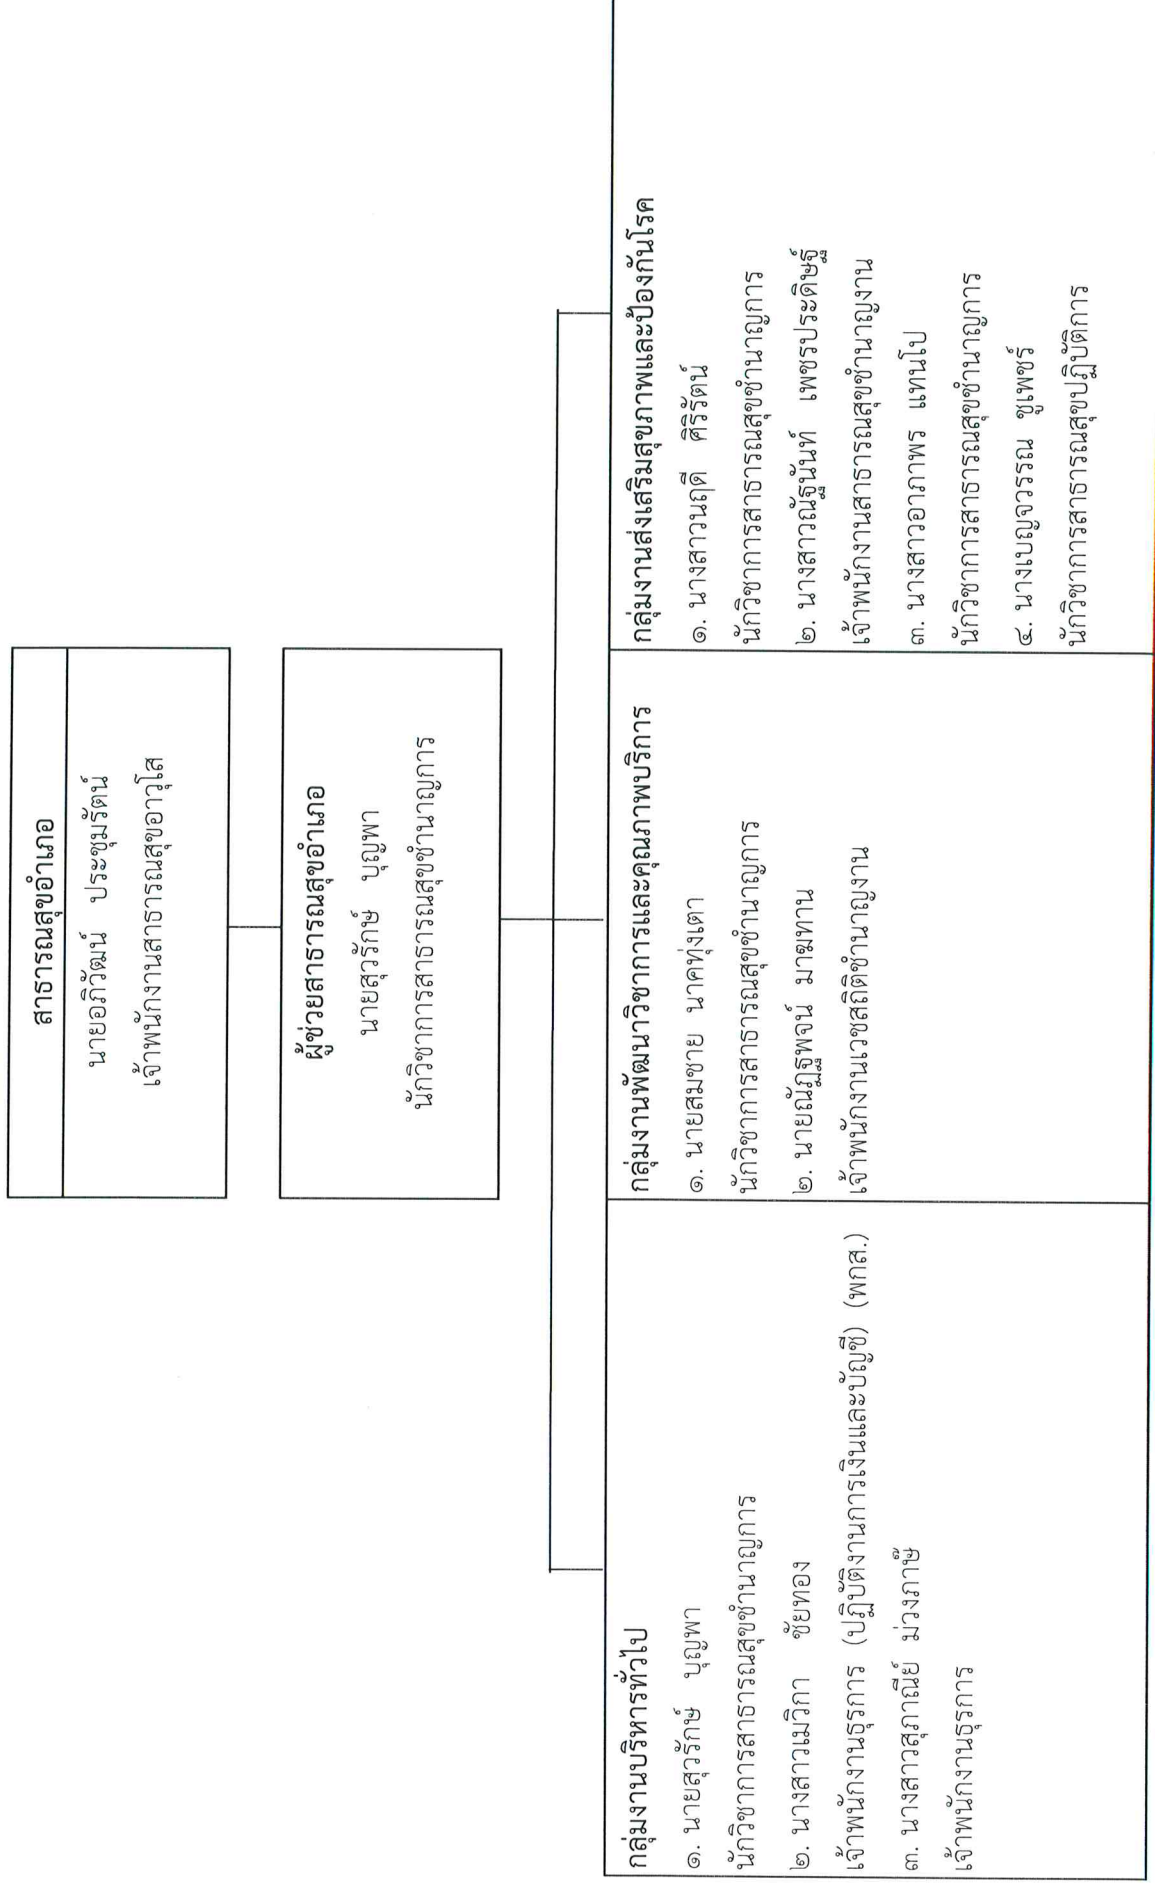 สาธารณสุขอำเภอ
นายอภิวัฒน์ ประชุมรัตน์
เจ้าพนักงานสาธารณสุขอาวุโส
ผู้ช่วยสาธารณสุขอำเภอ
นายสุวรักษ์ บุญพา
นักวิชาการสาธารณสุขชำนาญการ
กลุ่มงานบริหารทั่วไป
๑. นายสุวรักษ์ บุญพา
นักวิชาการสาธารณสุขชำนาญการ
๒. นางสาวเมวิกา ชัยทอง
เจ้าพนักงานธุรการ (ปฏิบัติงานการเงินและบัญชี) (พกส.)
๓. นางสาวสุภาณีย์ ม่วงภาษี
เจ้าพนักงานธุรการ
กลุ่มงานพัฒนาวิชาการและคุณภาพบริการ
๑. นายสมชาย นาคทุ่งเตา
นักวิชาการสาธารณสุขชำนาญการ
๒. นายณัฏฐพจน์ มาฆทาน
เจ้าพนักงานเวชสถิติชำนาญงาน
กลุ่มงานส่งเสริมสุขภาพและป้องกันโรค
๑. นางสาวนฤดี ศิริรัตน์
นักวิชาการสาธารณสุขชำนาญการ
๒. นางสาวณัฐนันท์ เพชรประดิษฐ์
เจ้าพนักงานสาธารณสุขชำนาญงาน
๓. นางสาวอาภาพร แทนโป
นักวิชาการสาธารณสุขชำนาญการ
๔. นางเบญจวรรณ ชูเพชร์
นักวิชาการสาธารณสุขปฏิบัติการ